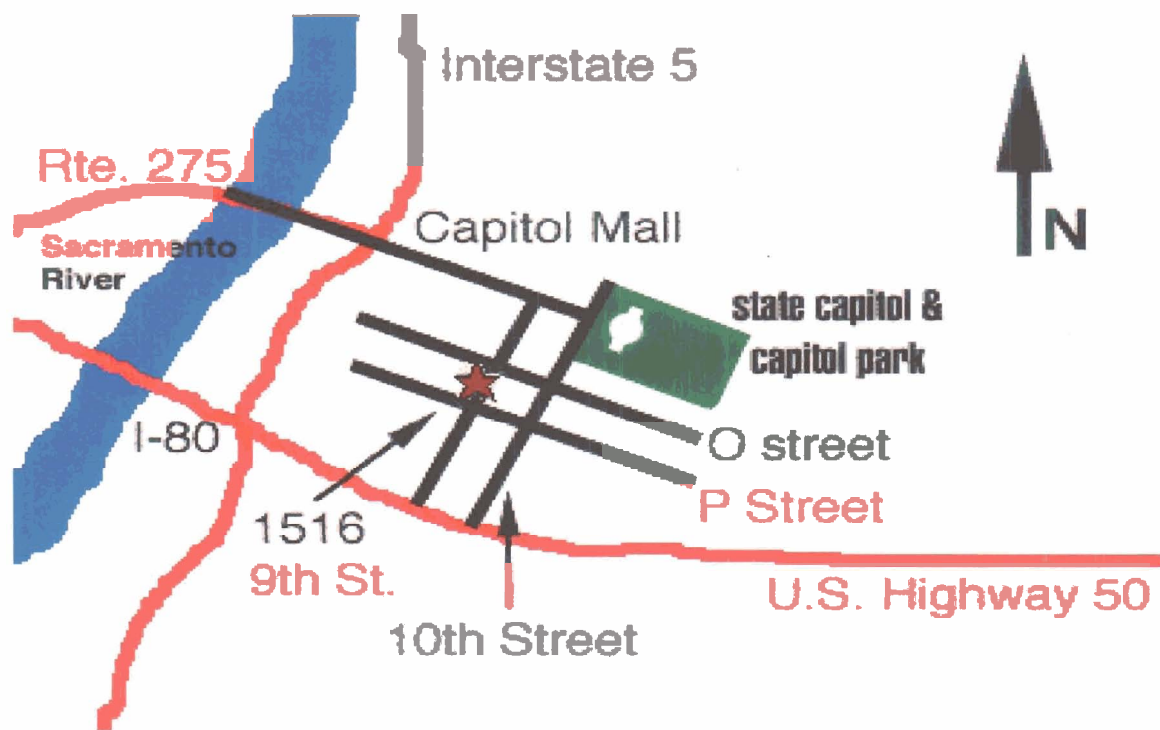 Interstate 5
Rte. 275
Capitol Mall
N
Sacramento
River
state capitol &
capitol park
I-80
O street
P Street
1516
9th St.
10th Street
U.S. Highway 50